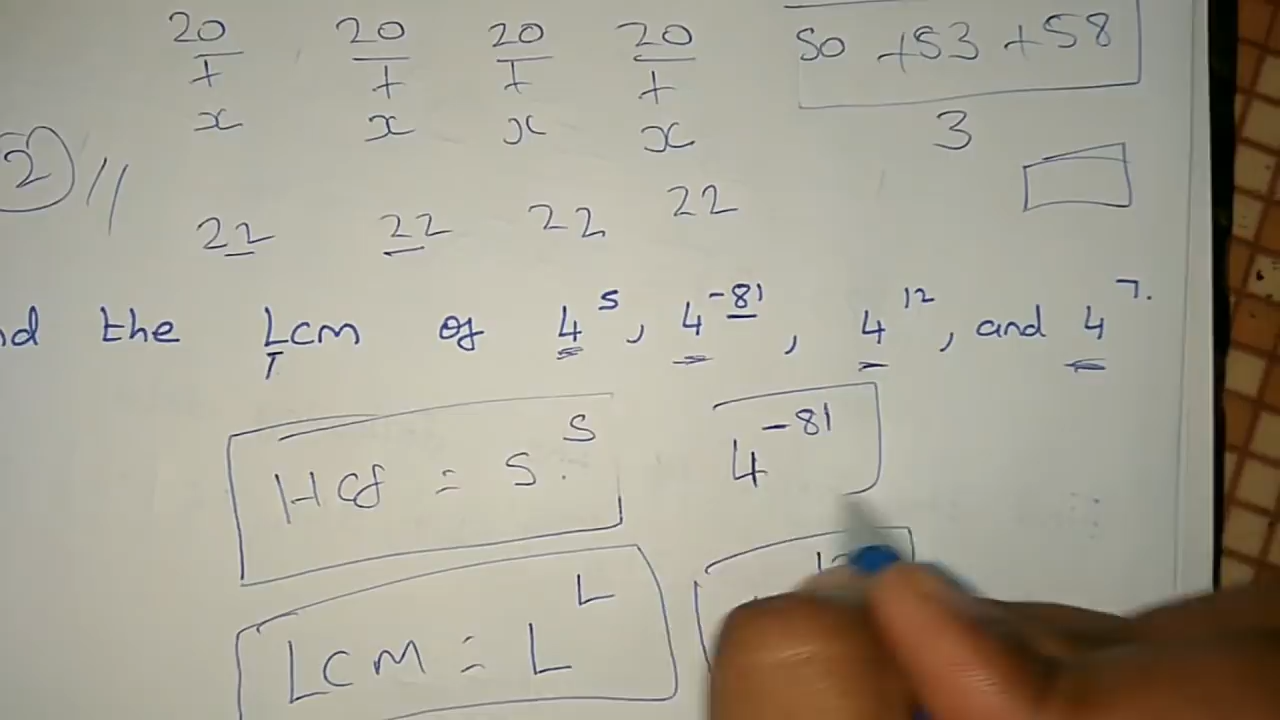 20 20 20 20 50 +53 +58
+ + + + 3
x x x x
2 //
22 22 22 22
nd the Lcm of 4^5, 4^-81, 4^12, and 4^7.
Hcf = S^S 4^-81
Lcm = L^L